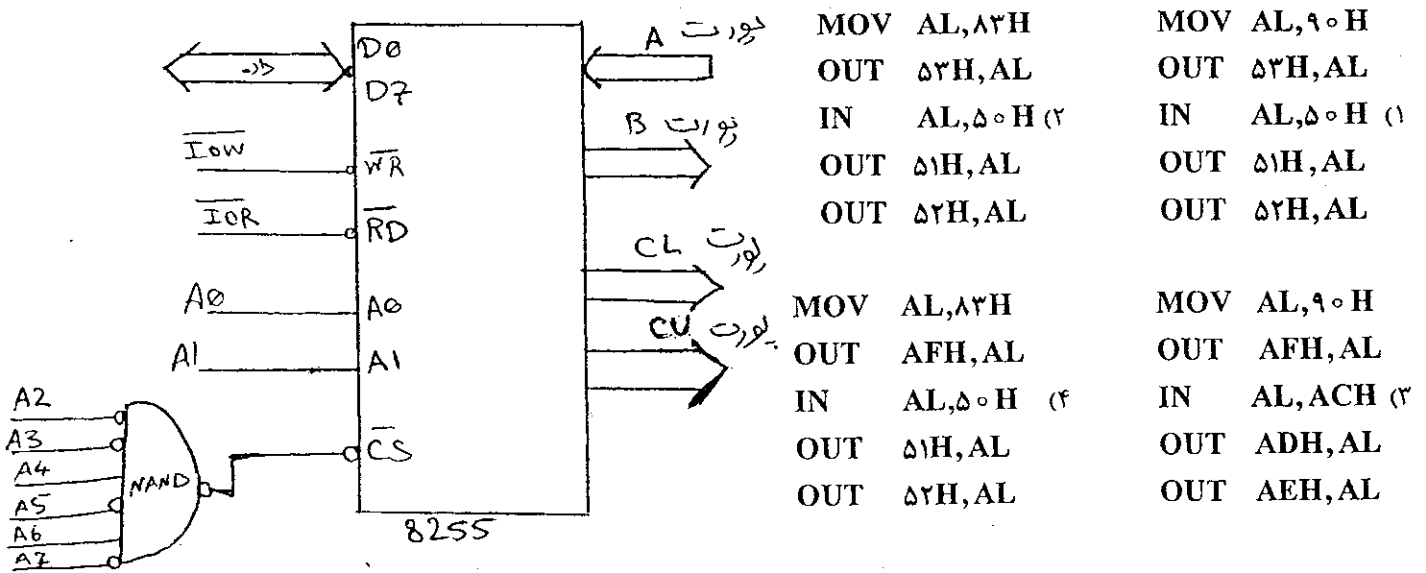 D0
داده
D7
IOW
WR
IOR
RD
A0
A0
A1
A1
A2
A3
A4
A5
A6
A7
NAND
CS
8255
پورت A
پورت B
پورت CL
پورت CU
MOV AL,۹۰H
OUT ۵۳H,AL
IN AL,۵۰H (۱
OUT ۵۱H,AL
OUT ۵۲H,AL
MOV AL,۸۳H
OUT ۵۳H,AL
IN AL,۵۰H (۲
OUT ۵۱H,AL
OUT ۵۲H,AL
MOV AL,۹۰H
OUT AFH,AL
IN AL,ACH (۳
OUT ADH,AL
OUT AEH,AL
MOV AL,۸۳H
OUT AFH,AL
IN AL,۵۰H (۴
OUT ۵۱H,AL
OUT ۵۲H,AL